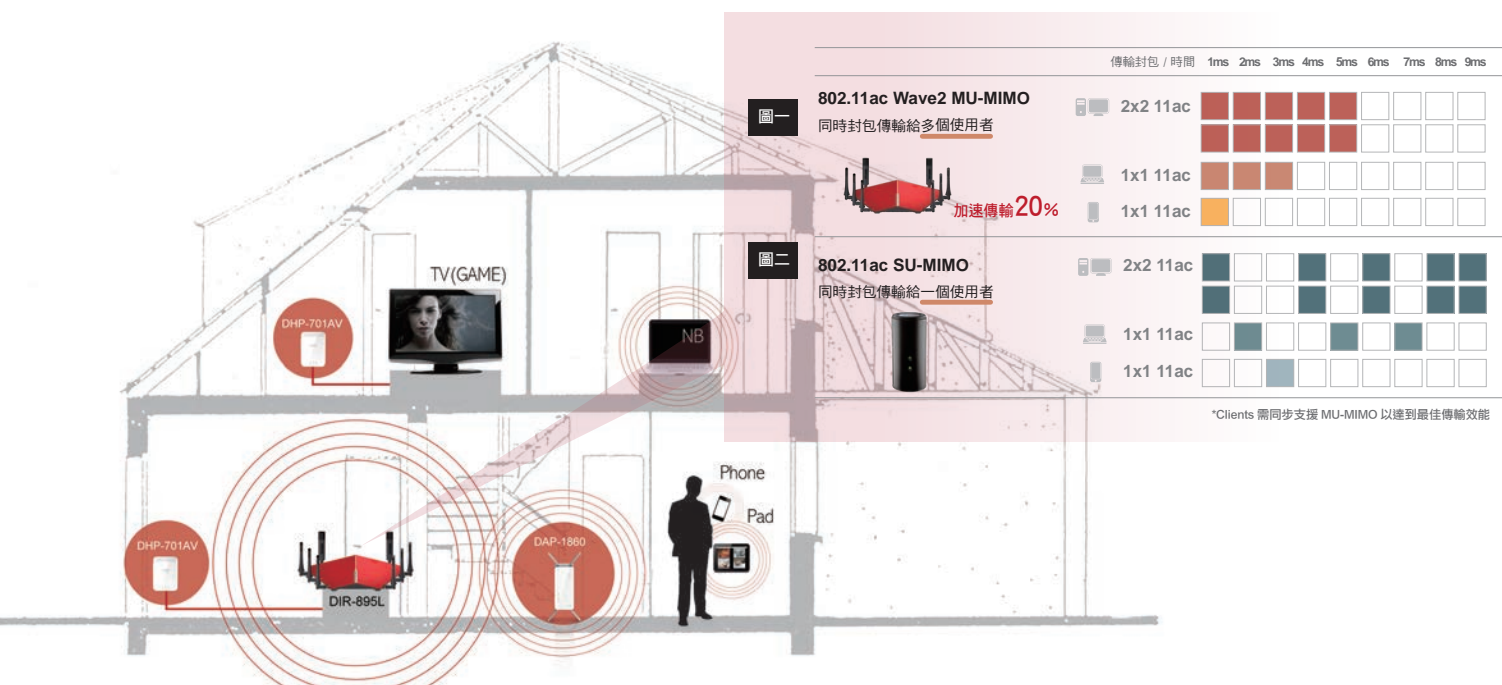 傳輸封包 / 時間 1ms 2ms 3ms 4ms 5ms 6ms 7ms 8ms 9ms
圖一
802.11ac Wave2 MU-MIMO
同時封包傳輸給多個使用者
加速傳輸20%
2x2 11ac
1x1 11ac
1x1 11ac
圖二
802.11ac SU-MIMO
同時封包傳輸給一個使用者
2x2 11ac
1x1 11ac
1x1 11ac
*Clients 需同步支援 MU-MIMO 以達到最佳傳輸效能
TV(GAME)
DHP-701AV
NB
Phone
Pad
DHP-701AV
DAP-1860
DIR-895L